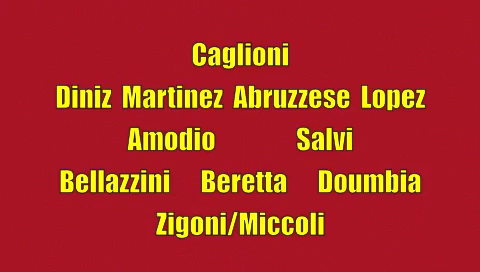 Caglioni
Diniz Martinez Abruzzese Lopez
Amodio Salvi
Bellazzini Beretta Doumbia
Zigoni/Miccoli